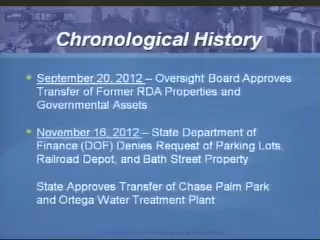 Chronological History
September 20, 2012 – Oversight Board Approves
Transfer of Former RDA Properties and
Governmental Assets
November 16, 2012 – State Department of
Finance (DOF) Denies Request of Parking Lots,
Railroad Depot, and Bath Street Property
State Approves Transfer of Chase Palm Park
and Ortega Water Treatment Plant